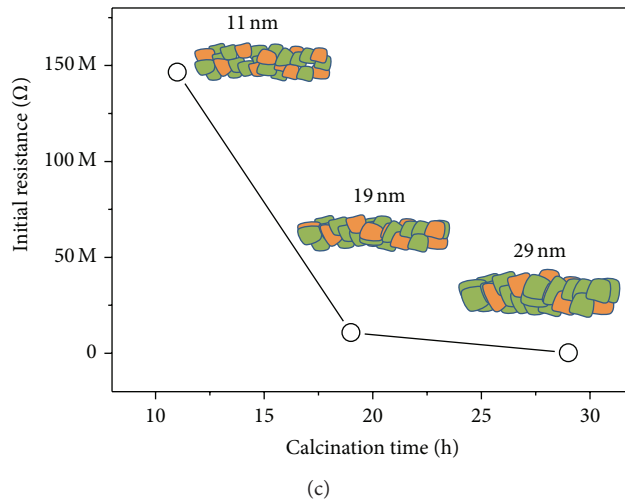 11 nm
150 M
100 M
50 M
0
Initial resistance (Ω)
19 nm
29 nm
10
15
20
25
30
Calcination time (h)
(c)